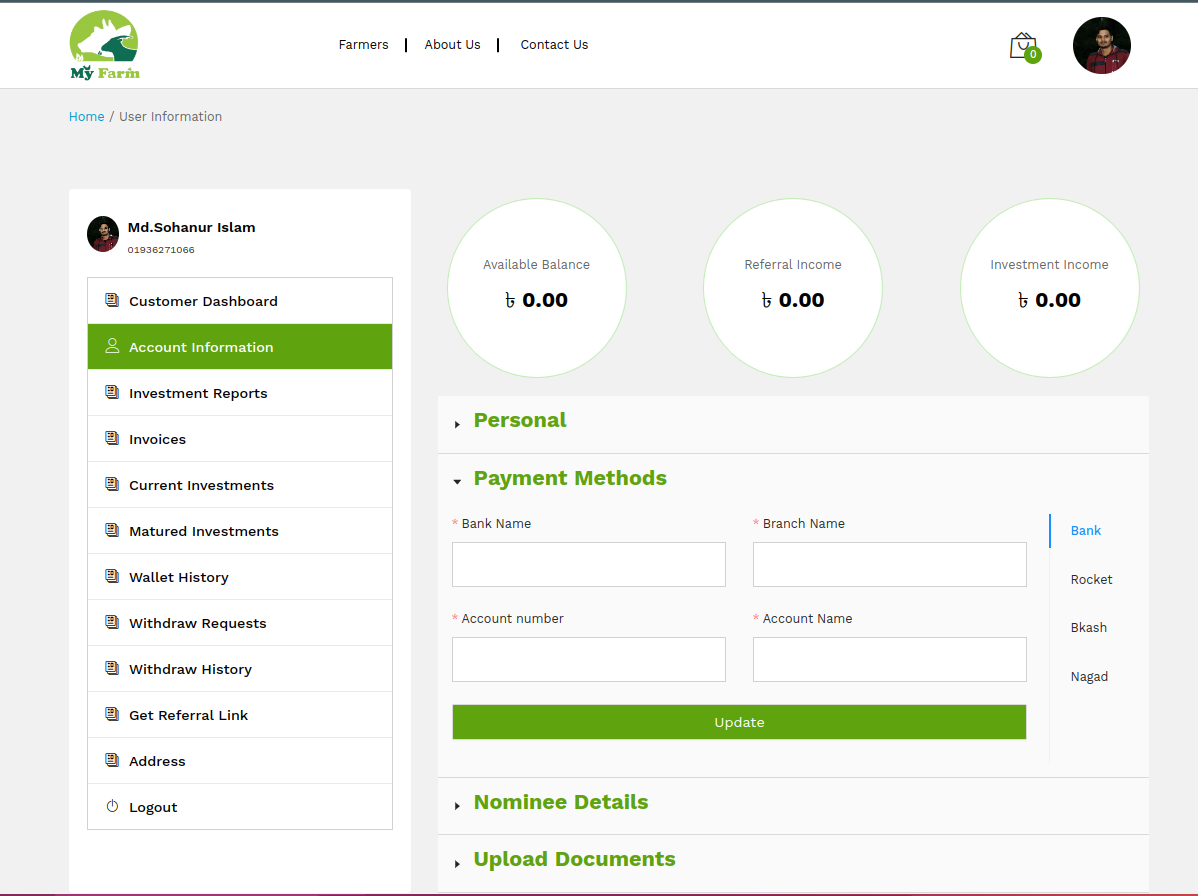 Mỹ Farm
Farmers
About Us
Contact Us
0
Home / User Information
Md.Sohanur Islam
01936271066
Customer Dashboard
Account Information
Investment Reports
Invoices
Current Investments
Matured Investments
Wallet History
Withdraw Requests
Withdraw History
Get Referral Link
Address
Logout
Available Balance
৳ 0.00
Referral Income
৳ 0.00
Investment Income
৳ 0.00
Personal
Payment Methods
* Bank Name
* Branch Name
* Account number
* Account Name
Update
Bank
Rocket
Bkash
Nagad
Nominee Details
Upload Documents